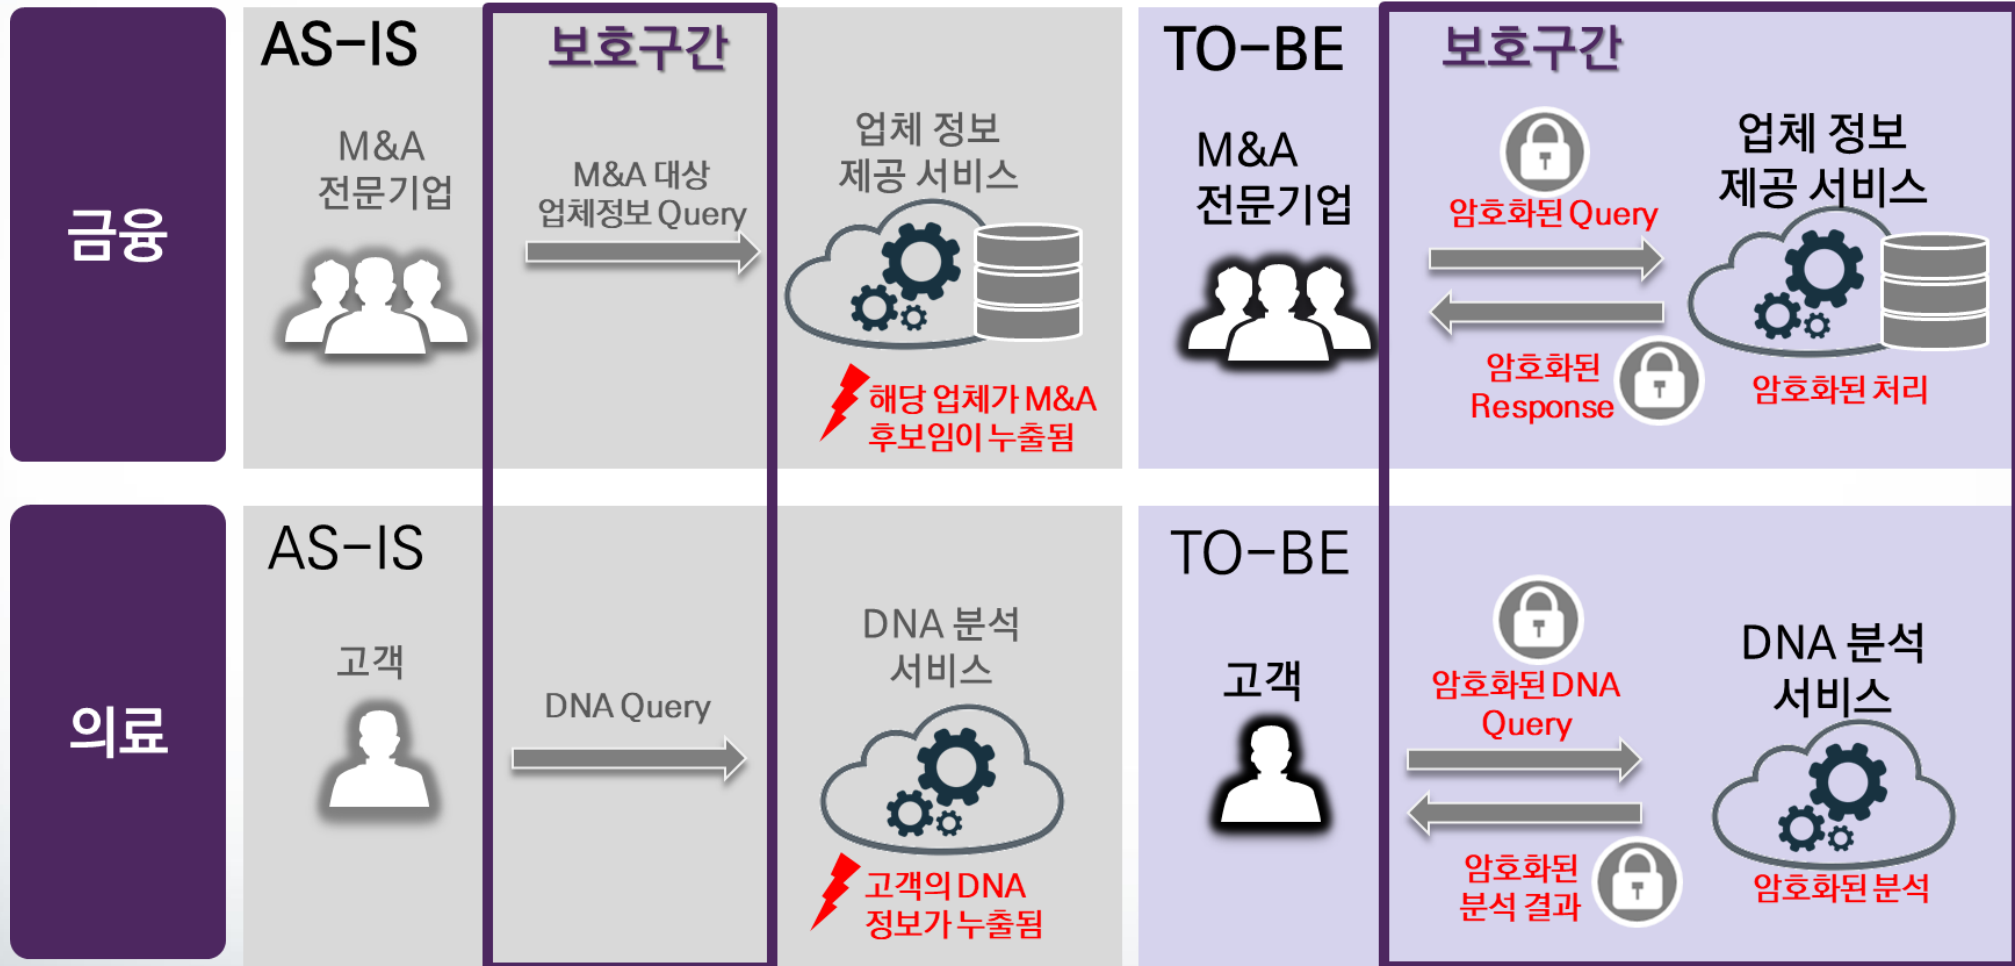 금융
AS-IS
보호구간
M&A
전문기업
M&A 대상
업체정보 Query
업체 정보
제공 서비스
해당 업체가 M&A
후보임이 누출됨
TO-BE
보호구간
M&A
전문기업
암호화된 Query
암호화된
Response
업체 정보
제공 서비스
암호화된 처리
의료
AS-IS
고객
DNA Query
DNA 분석
서비스
고객의 DNA
정보가 누출됨
TO-BE
고객
암호화된 DNA
Query
암호화된
분석 결과
DNA 분석
서비스
암호화된 분석